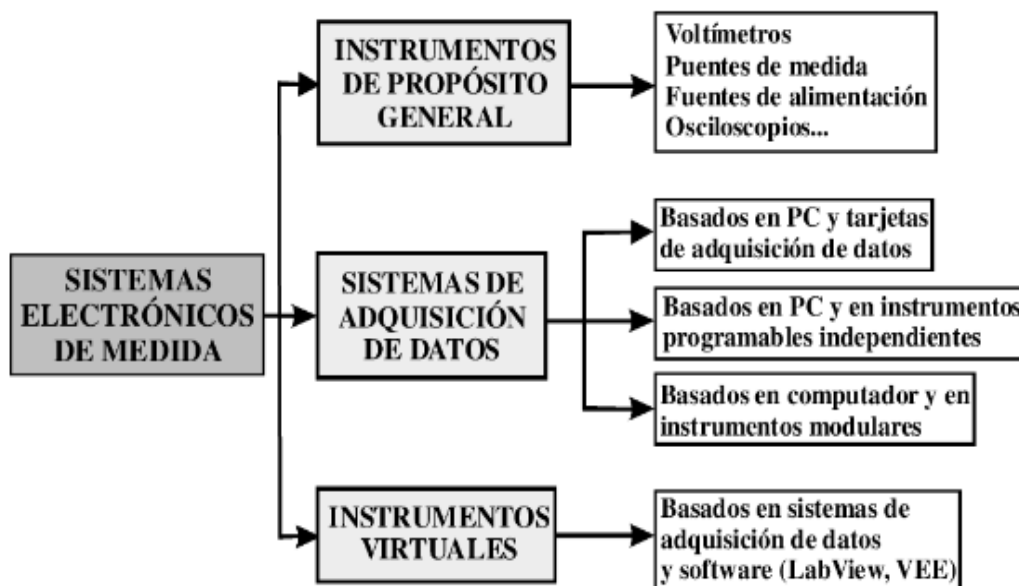 SISTEMAS
ELECTRÓNICOS
DE MEDIDA
INSTRUMENTOS
DE PROPÓSITO
GENERAL
Voltímetros
Puentes de medida
Fuentes de alimentación
Osciloscopios...
SISTEMAS DE
ADQUISICIÓN
DE DATOS
Basados en PC y tarjetas
de adquisición de datos
Basados en PC y en instrumentos
programables independientes
Basados en computador y en
instrumentos modulares
INSTRUMENTOS
VIRTUALES
Basados en sistemas de
adquisición de datos
y software (LabView, VEE)